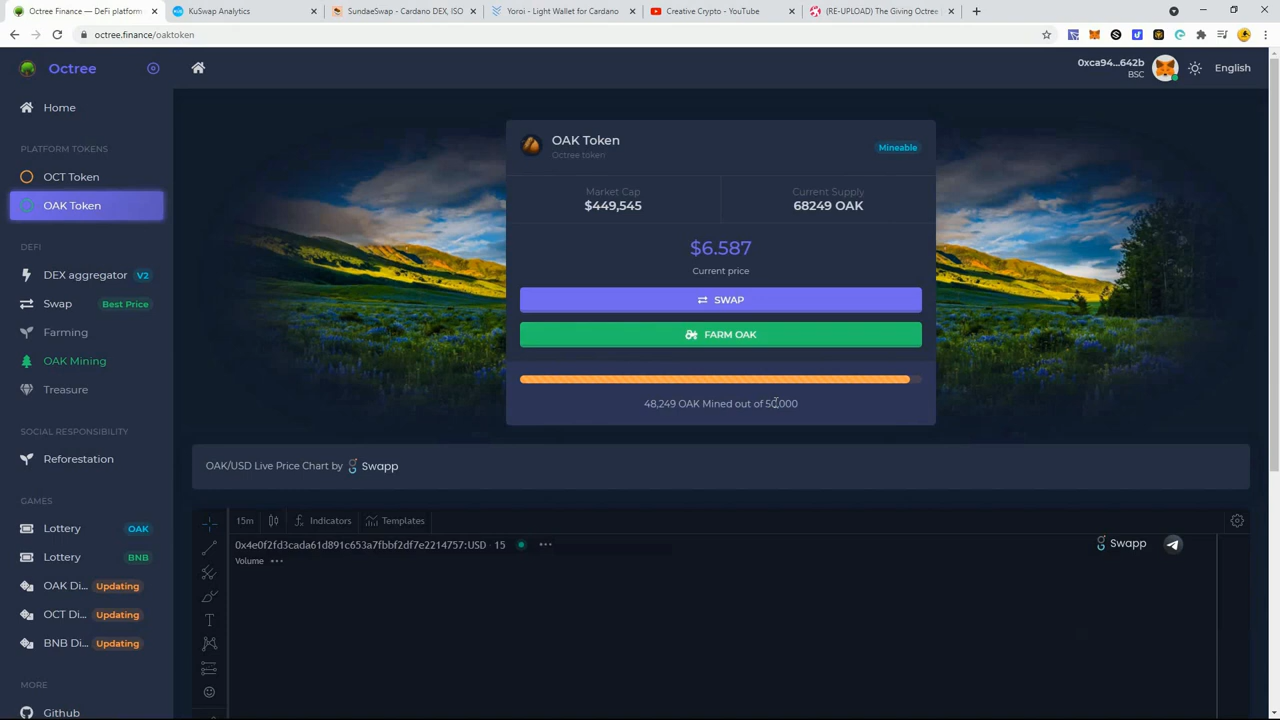 Octree Finance — DeFi platform
KuSwap Analytics
SundaeSwap - Cardano DEX, ISO
Yoroi - Light Wallet for Cardano
Creative Crypto - YouTube
(RE-UPLOAD) The Giving Octree
octree.finance/oaktoken
Octree
0xca94...642b
BSC
English
Home
PLATFORM TOKENS
OCT Token
OAK Token
DEFI
DEX aggregator V2
Swap Best Price
Farming
OAK Mining
Treasure
SOCIAL RESPONSIBILITY
Reforestation
GAMES
Lottery OAK
Lottery BNB
OAK Di... Updating
OCT Di... Updating
BNB Di... Updating
MORE
Github
OAK Token
Octree token
Mineable
Market Cap
$449,545
Current Supply
68249 OAK
$6.587
Current price
SWAP
FARM OAK
48,249 OAK Mined out of 50,000
OAK/USD Live Price Chart by Swapp
15m Indicators Templates
0x4e0f2fd3cada61d891c653a7fbbf2df7e2214757:USD · 15
Swapp
Volume